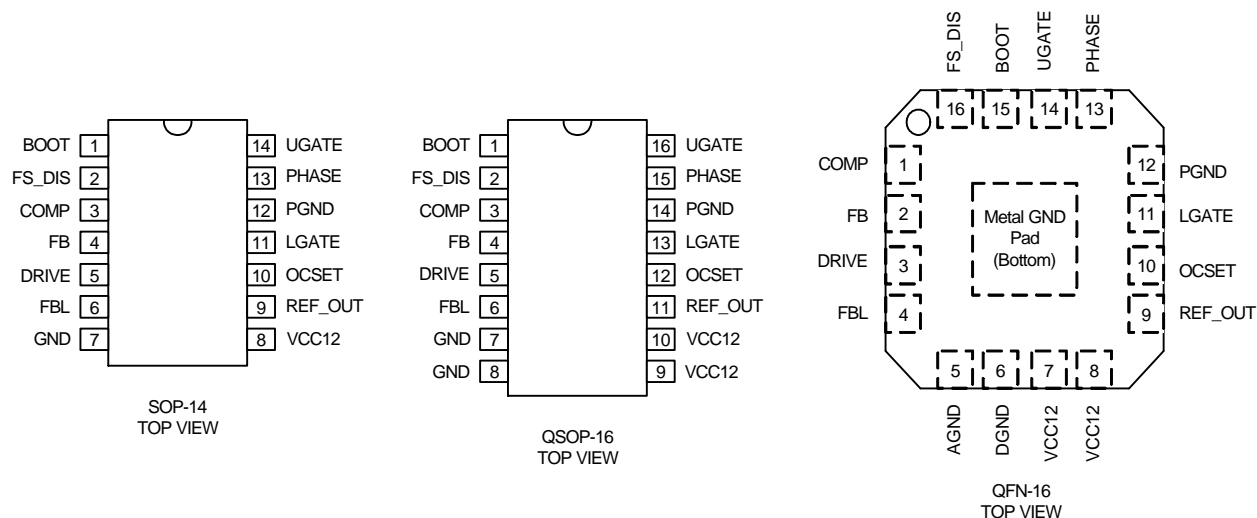 BOOT 1 14 UGATE
FS_DIS 2 13 PHASE
COMP 3 12 PGND
FB 4 11 LGATE
DRIVE 5 10 OCSET
FBL 6 9 REF_OUT
GND 7 8 VCC12
SOP-14
TOP VIEW
BOOT 1 16 UGATE
FS_DIS 2 15 PHASE
COMP 3 14 PGND
FB 4 13 LGATE
DRIVE 5 12 OCSET
FBL 6 11 REF_OUT
GND 7 10 VCC12
GND 8 9 VCC12
QSOP-16
TOP VIEW
FS_DIS BOOT UGATE PHASE
16 15 14 13
COMP 1 12 PGND
FB 2 11 LGATE
DRIVE 3 10 OCSET
FBL 4 9 REF_OUT
Metal GND
Pad
(Bottom)
5 6 7 8
AGND DGND VCC12 VCC12
QFN-16
TOP VIEW